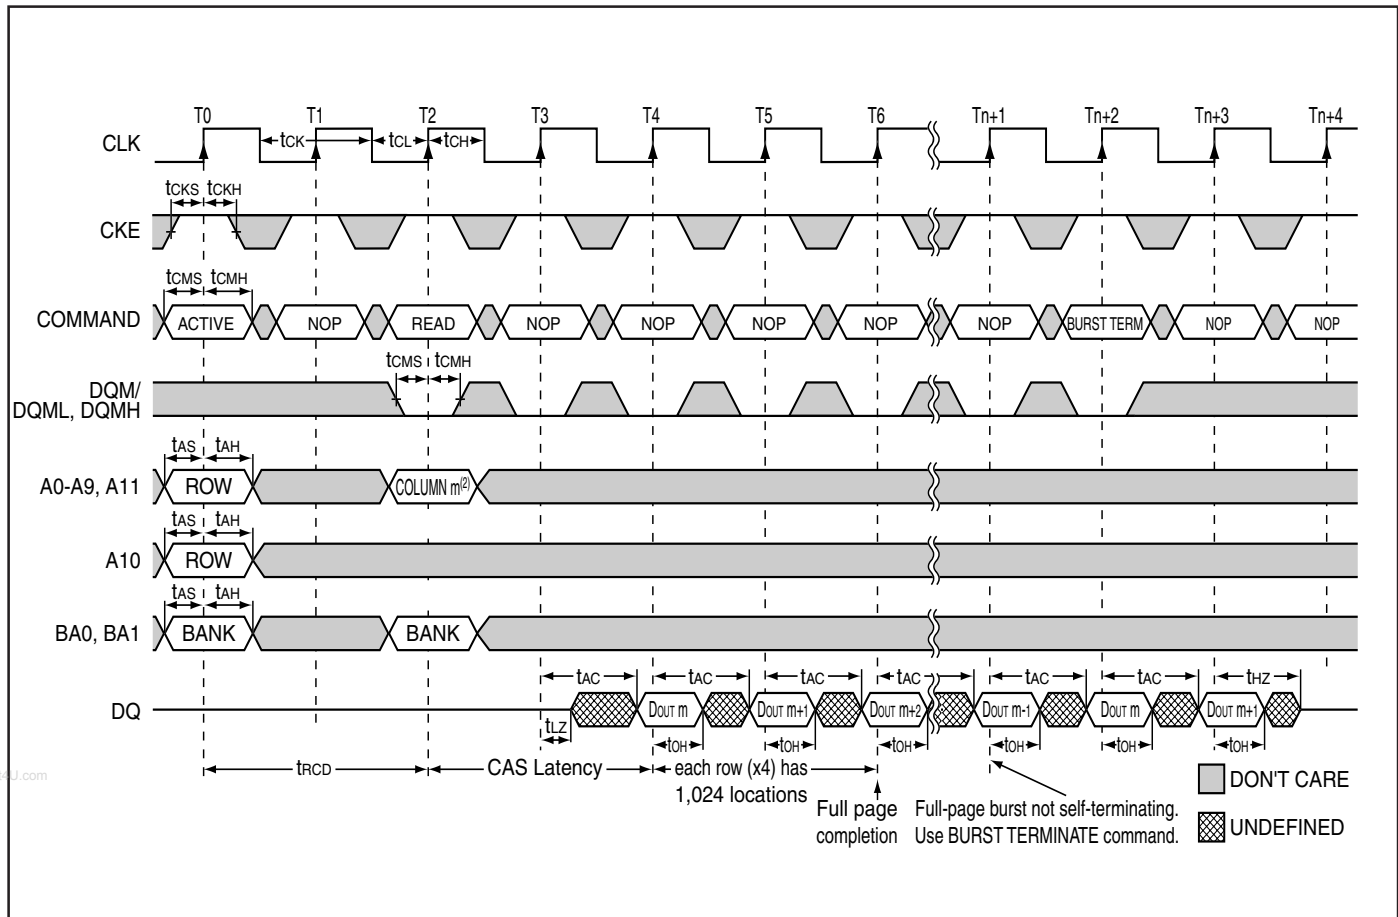 T0 T1 T2 T3 T4 T5 T6 Tn+1 Tn+2 Tn+3 Tn+4
CLK tCK tCL tCH
tCKS tCKH
CKE
tCMS tCMH
COMMAND ACTIVE NOP READ NOP NOP NOP NOP NOP BURST TERM NOP NOP
tCMS tCMH
DQM/
DQML, DQMH
tAS tAH
A0-A9, A11 ROW COLUMN m(2)
tAS tAH
A10 ROW
tAS tAH
BA0, BA1 BANK BANK
tAC tAC tAC tAC tAC tAC tHZ
DQ DOUT m DOUT m+1 DOUT m+2 DOUT m-1 DOUT m DOUT m+1
tLZ tOH tOH tOH tOH tOH tOH
tRCD CAS Latency each row (x4) has
1,024 locations
Full page
completion
Full-page burst not self-terminating.
Use BURST TERMINATE command.
DON'T CARE
UNDEFINED